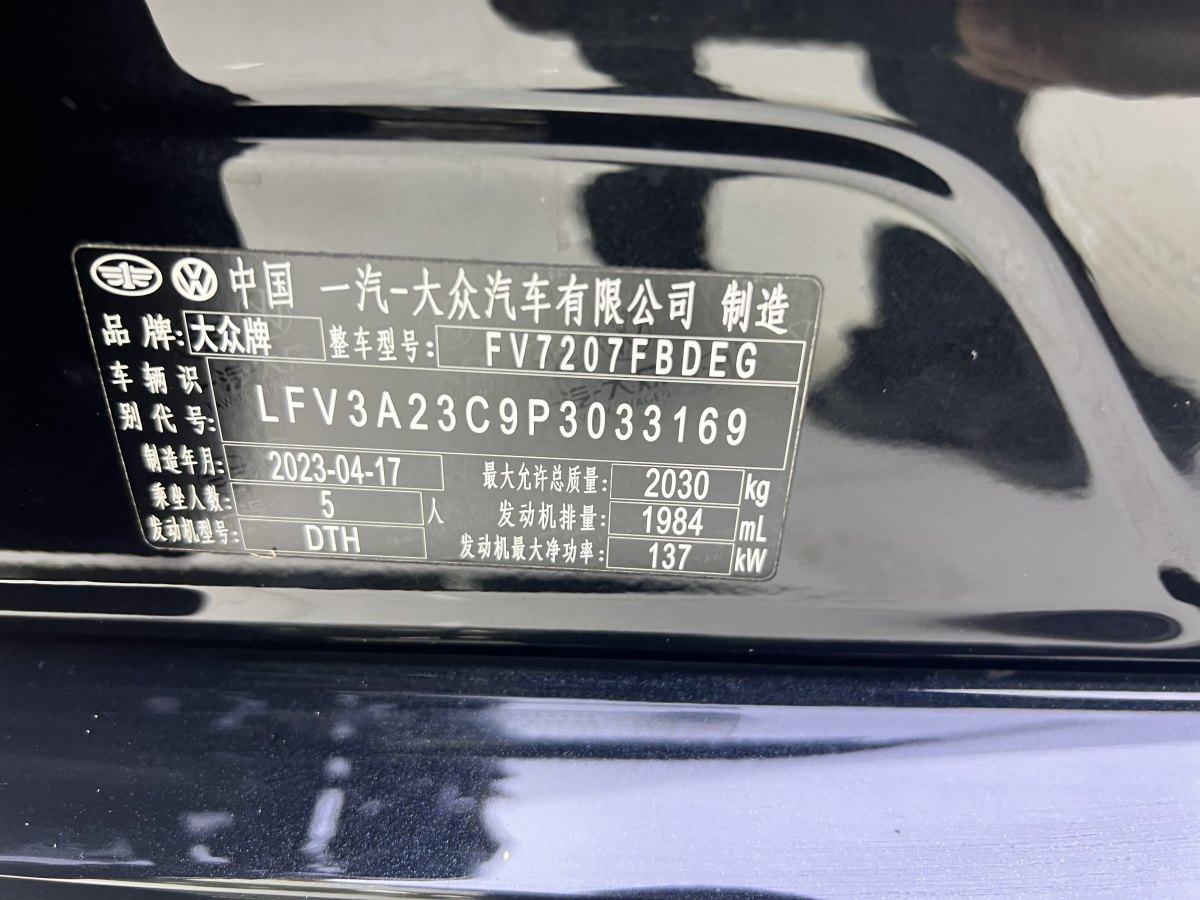 中国 一汽-大众汽车有限公司 制造
品牌: 大众牌 整车型号: FV7207FBDEG
车辆识别代号: LFV3A23C9P3033169
制造年月: 2023-04-17 最大允许总质量: 2030 kg
乘坐人数: 5 人 发动机排量: 1984 mL
发动机型号: DTH 发动机最大净功率: 137 kW